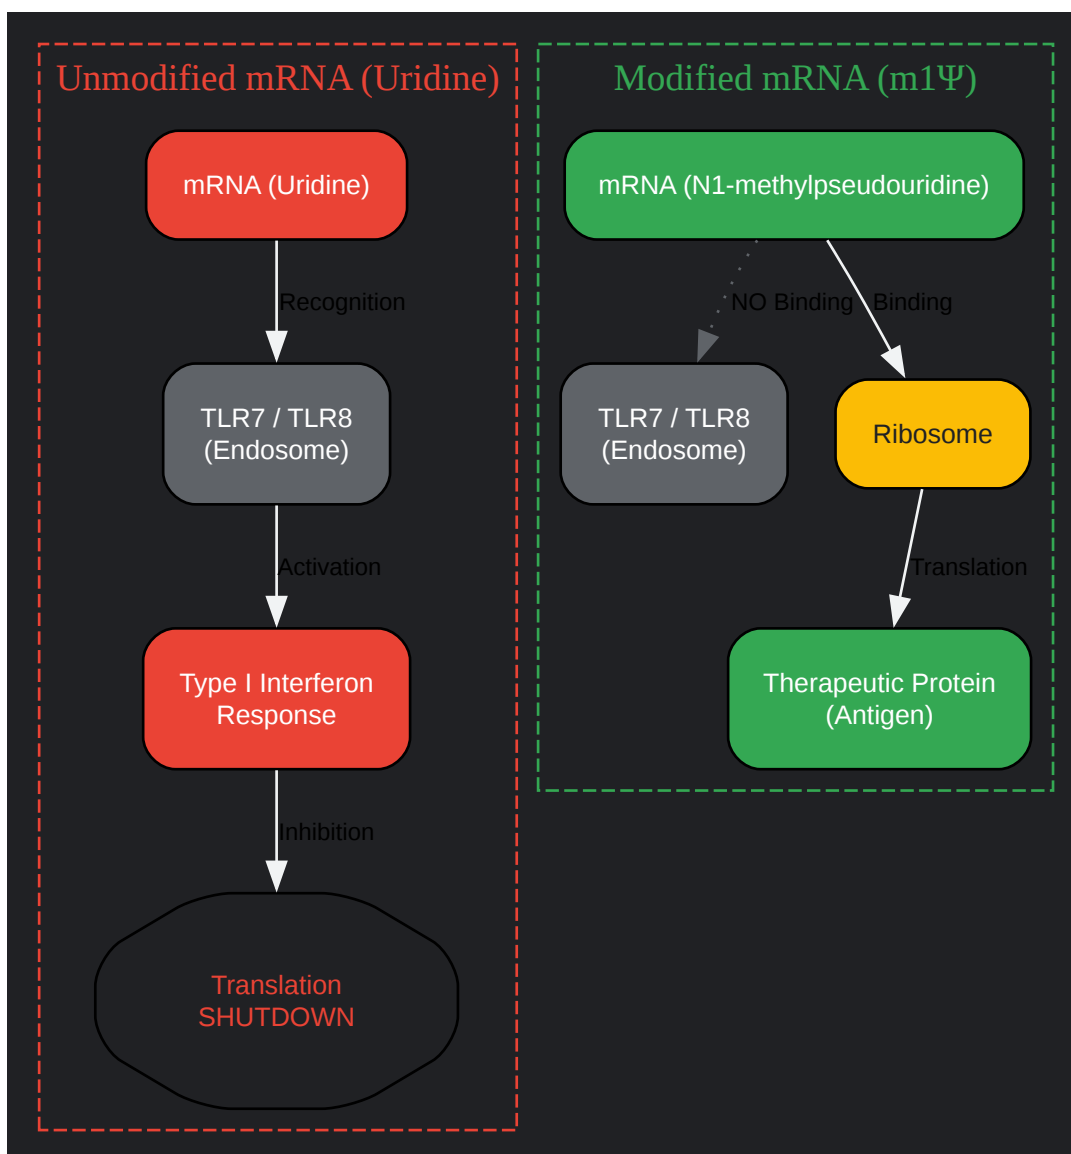 Unmodified mRNA (Uridine)
mRNA (Uridine)
Recognition
TLR7 / TLR8
(Endosome)
Activation
Type I Interferon
Response
Inhibition
Translation
SHUTDOWN
Modified mRNA (m1Ψ)
mRNA (N1-methylpseudouridine)
NO Binding
Binding
TLR7 / TLR8
(Endosome)
Ribosome
Translation
Therapeutic Protein
(Antigen)